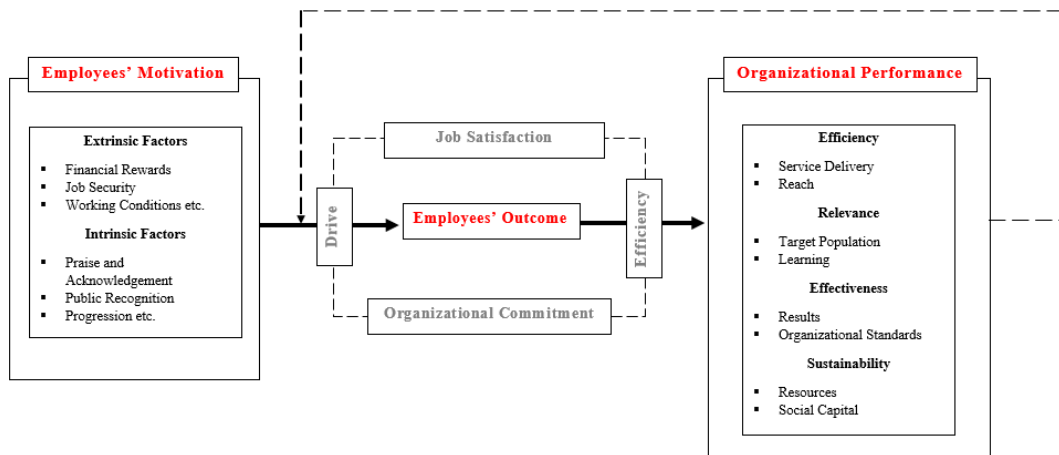 Employees' Motivation
Extrinsic Factors
Financial Rewards
Job Security
Working Conditions etc.
Intrinsic Factors
Praise and
Acknowledgement
Public Recognition
Progression etc.
Drive
Job Satisfaction
Employees' Outcome
Organizational Commitment
Efficiency
Organizational Performance
Efficiency
Service Delivery
Reach
Relevance
Target Population
Learning
Effectiveness
Results
Organizational Standards
Sustainability
Resources
Social Capital